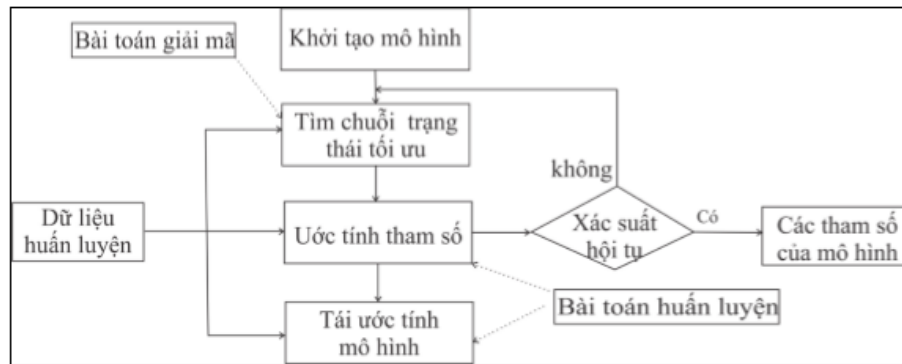 Khởi tạo mô hình
Bài toán giải mã
Tìm chuỗi trạng
thái tối ưu
không
Dữ liệu
huấn luyện
Uớc tính tham số
Xác suất
hội tụ
Có
Các tham số
của mô hình
Tái ước tính
mô hình
Bài toán huấn luyện